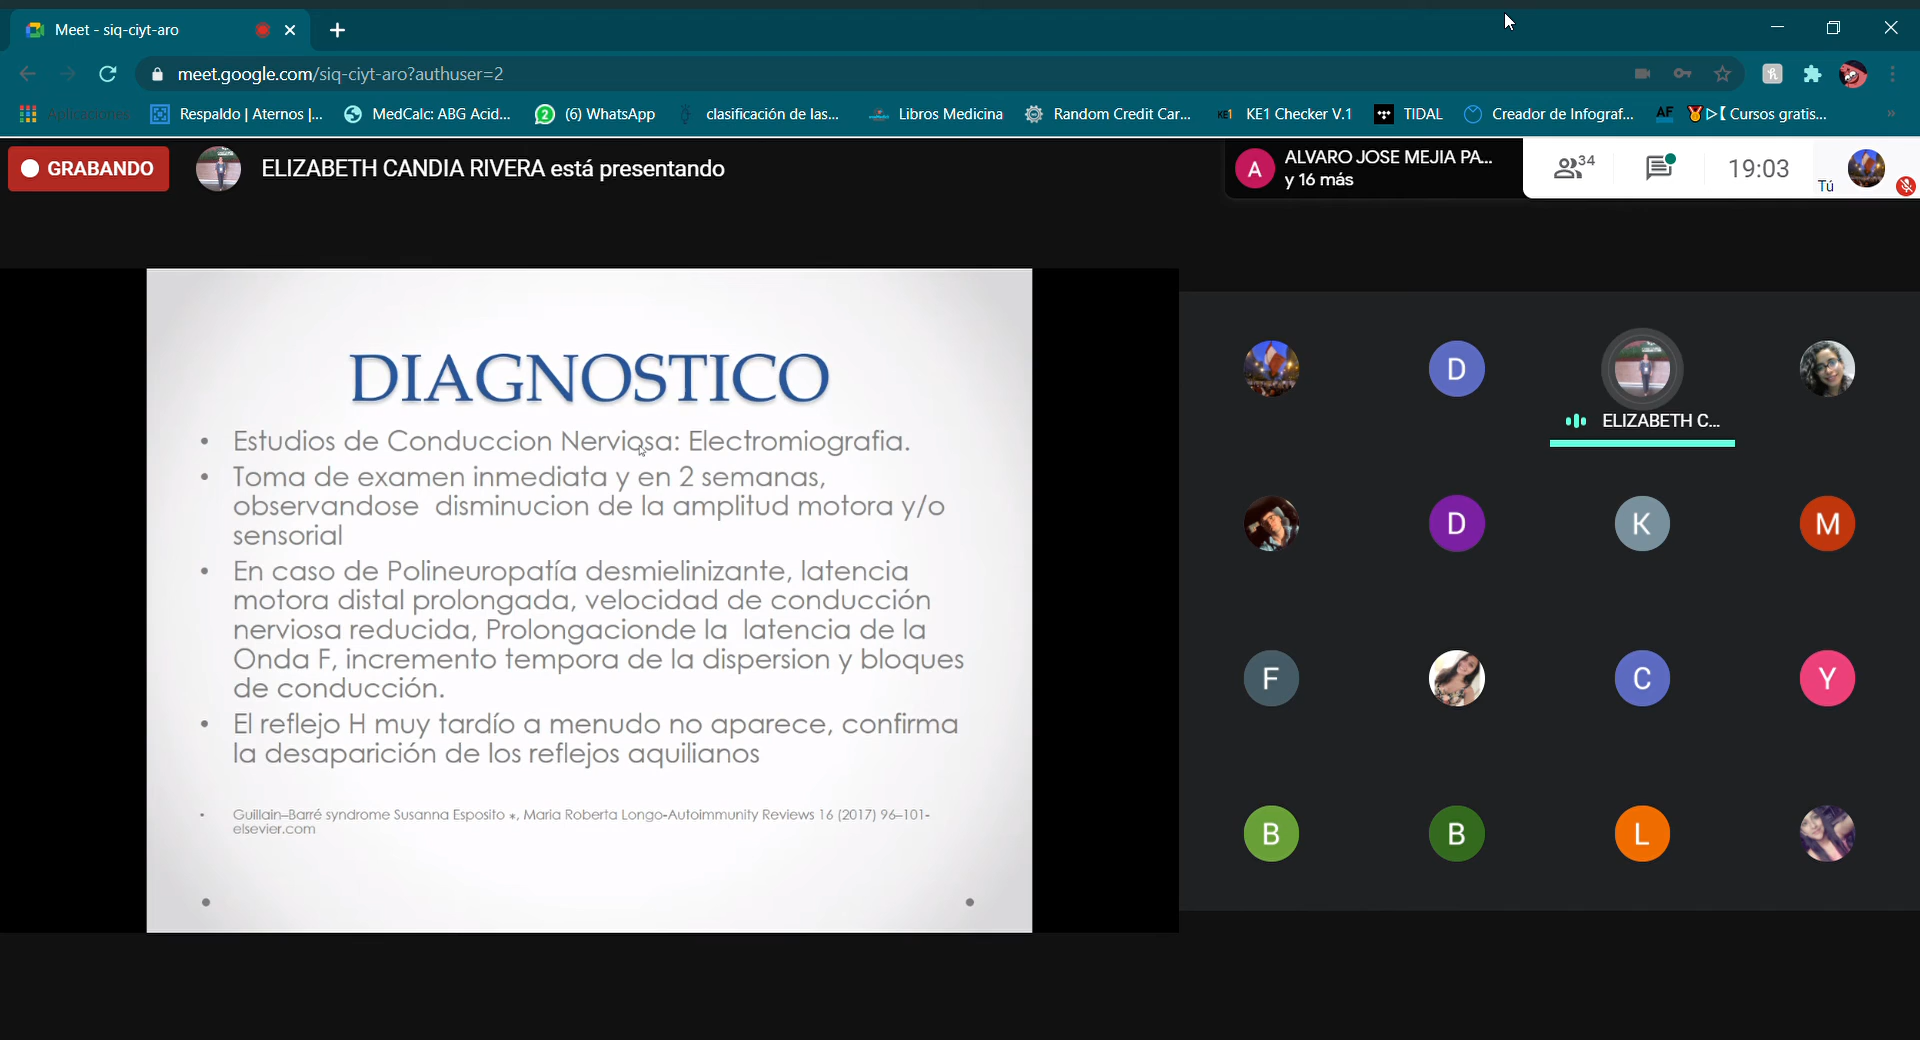 Meet - siq-ciyt-aro
meet.google.com/siq-ciyt-aro?authuser=2
Aplicaciones
Respaldo | Aternos |...
MedCalc: ABG Acid...
2
(6) WhatsApp
clasificación de las...
Libros Medicina
Random Credit Car...
KE1
KE1 Checker V.1
TIDAL
Creador de Infograf...
AF
▷【 Cursos gratis...
»
GRABANDO
ELIZABETH CANDIA RIVERA está presentando
A
ALVARO JOSE MEJIA PA...
y 16 más
34
19:03
Tú
DIAGNOSTICO
• Estudios de Conduccion Nerviosa: Electromiografia.
• Toma de examen inmediata y en 2 semanas,
observandose disminucion de la amplitud motora y/o
sensorial
• En caso de Polineuropatía desmielinizante, latencia
motora distal prolongada, velocidad de conducción
nerviosa reducida, Prolongacionde la latencia de la
Onda F, incremento tempora de la dispersion y bloques
de conducción.
• El reflejo H muy tardío a menudo no aparece, confirma
la desaparición de los reflejos aquilianos
• Guillain–Barré syndrome Susanna Esposito ⁎, Maria Roberta Longo-Autoimmunity Reviews 16 (2017) 96–101-
elsevier.com
D
ELIZABETH C...
D
K
M
F
C
Y
B
B
L